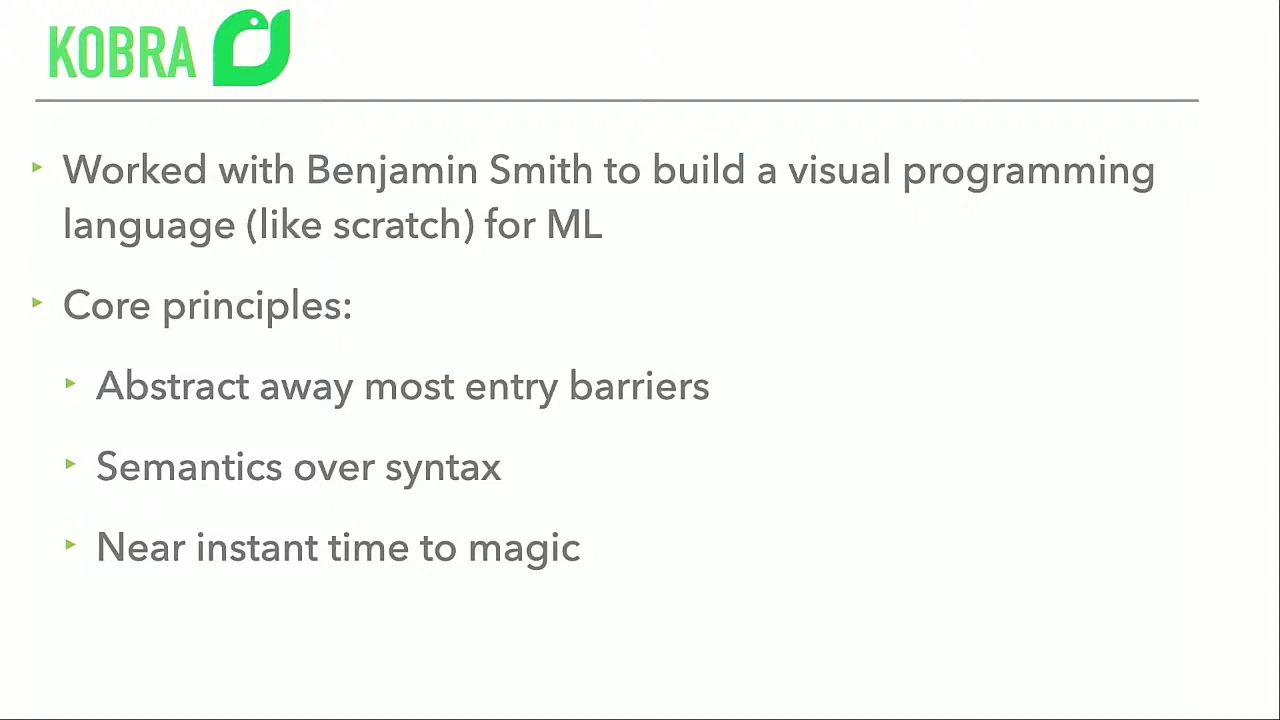 KOBRA
Worked with Benjamin Smith to build a visual programming
language (like scratch) for ML
Core principles:
Abstract away most entry barriers
Semantics over syntax
Near instant time to magic